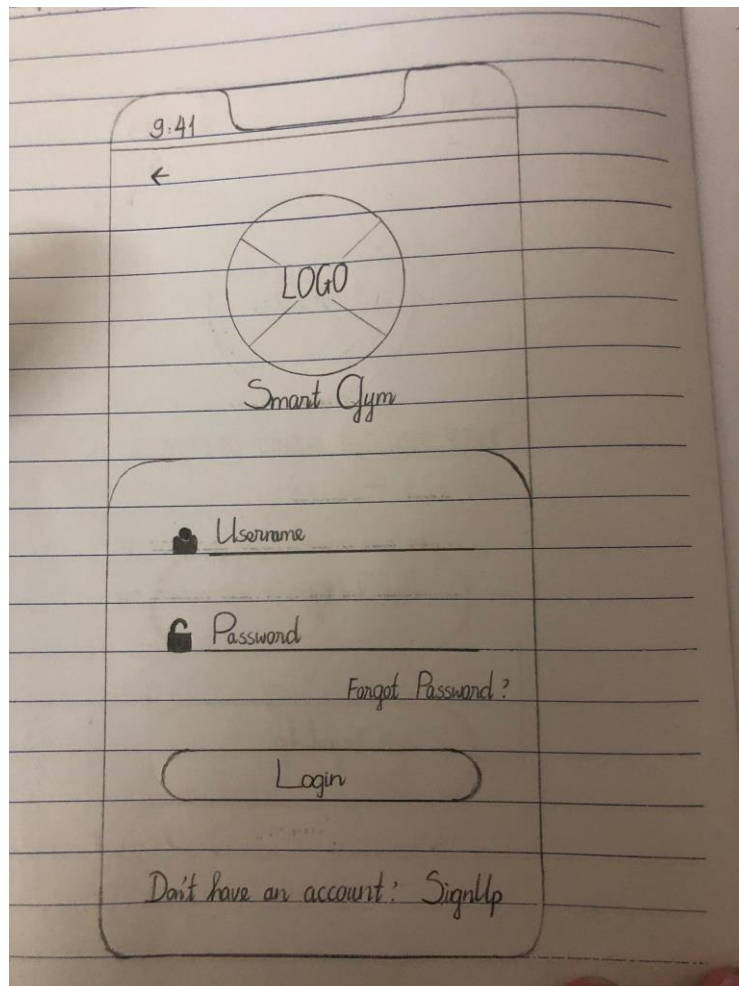 9:41
←
LOGO
Smart Gym
Username
Password
Forgot Password?
Login
Don't have an account? SignUp